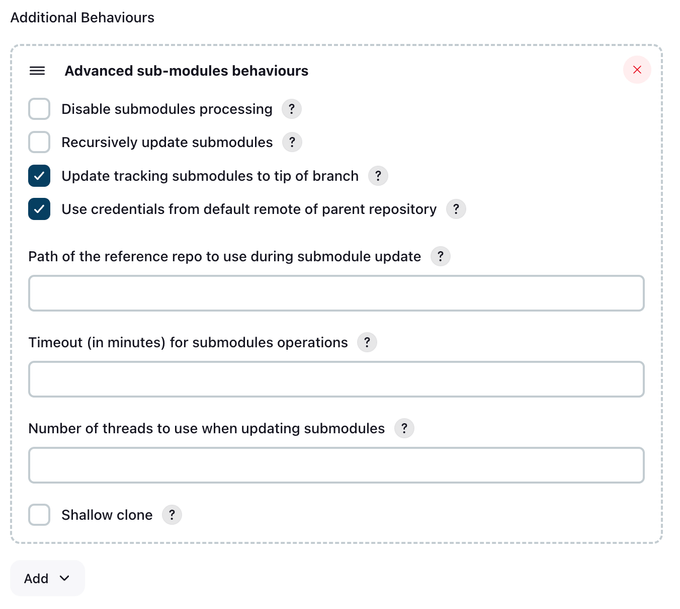 Additional Behaviours
Advanced sub-modules behaviours
Disable submodules processing ?
Recursively update submodules ?
Update tracking submodules to tip of branch ?
Use credentials from default remote of parent repository ?
Path of the reference repo to use during submodule update ?
Timeout (in minutes) for submodules operations ?
Number of threads to use when updating submodules ?
Shallow clone ?
Add